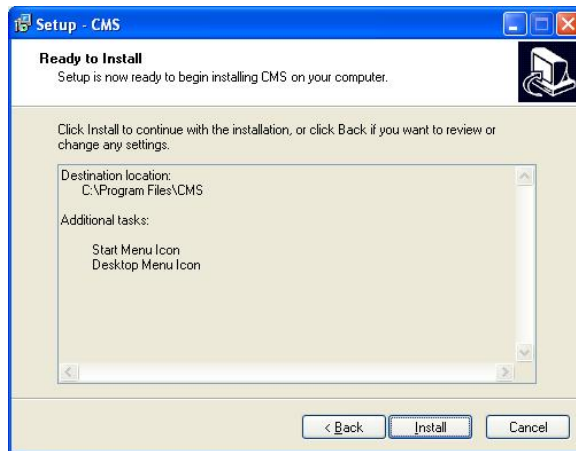 Setup - CMS
Ready to Install
Setup is now ready to begin installing CMS on your computer.
Click Install to continue with the installation, or click Back if you want to review or
change any settings.
Destination location:
C:\Program Files\CMS
Additional tasks:
Start Menu Icon
Desktop Menu Icon
< Back Install Cancel